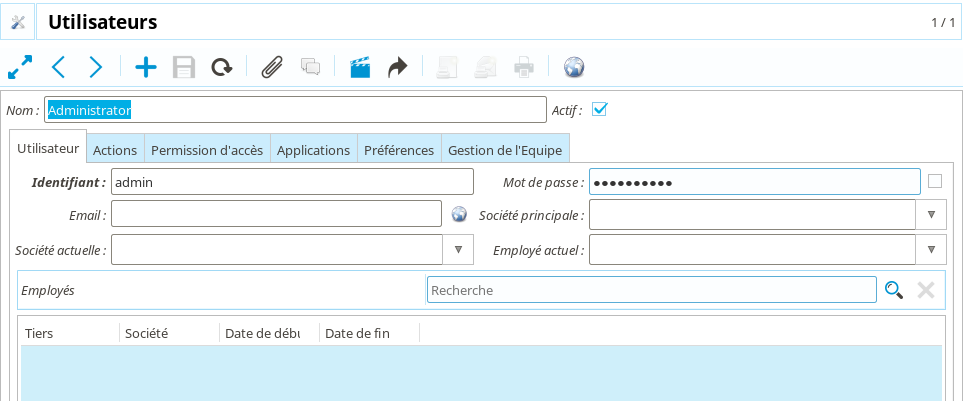 Utilisateurs
1 / 1
Nom : Administrator Actif :
Utilisateur Actions Permission d'accès Applications Préférences Gestion de l'Equipe
Identifiant : admin Mot de passe : ●●●●●●●●●●
Email : Société principale :
Société actuelle : Employé actuel :
Employés Recherche
Tiers Société Date de débu Date de fin